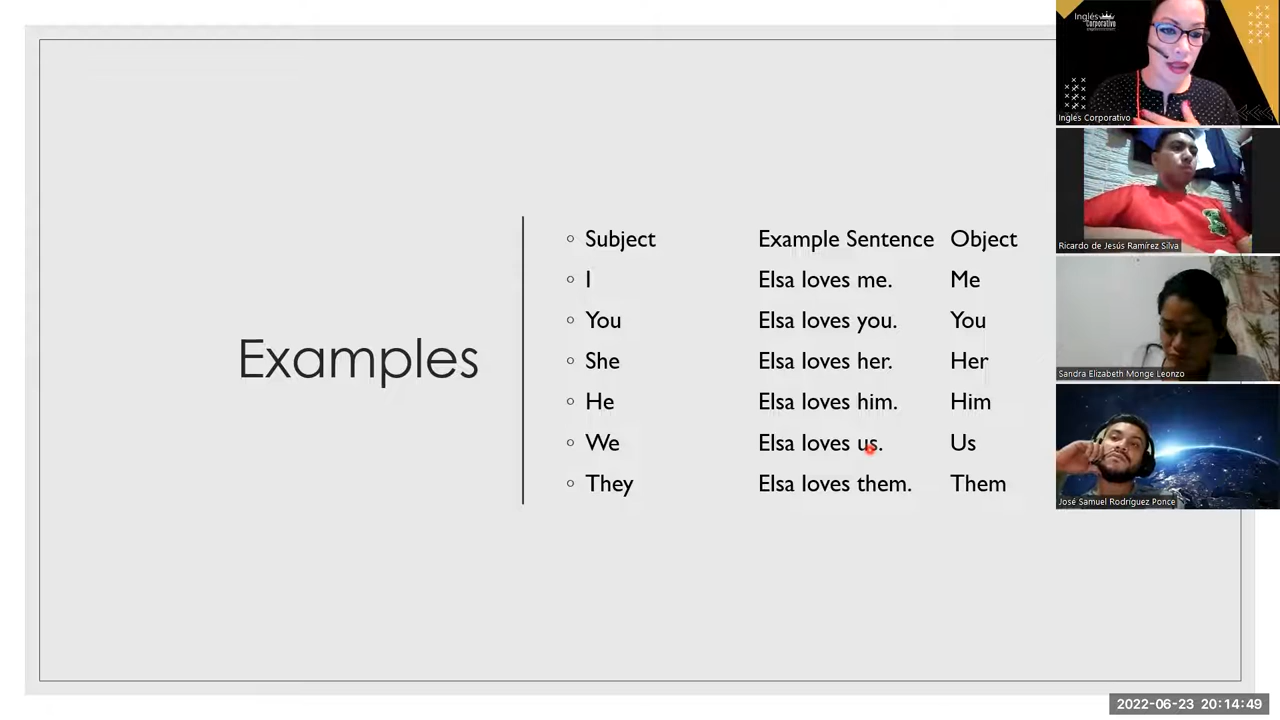 Examples
Subject Example Sentence Object
I Elsa loves me. Me
You Elsa loves you. You
She Elsa loves her. Her
He Elsa loves him. Him
We Elsa loves us. Us
They Elsa loves them. Them
Inglés
Corporativo
Inglés Corporativo
Ricardo de Jesús Ramírez Silva
Sandra Elizabeth Monge Leonzo
José Samuel Rodríguez Ponce
2022-06-23 20:14:49